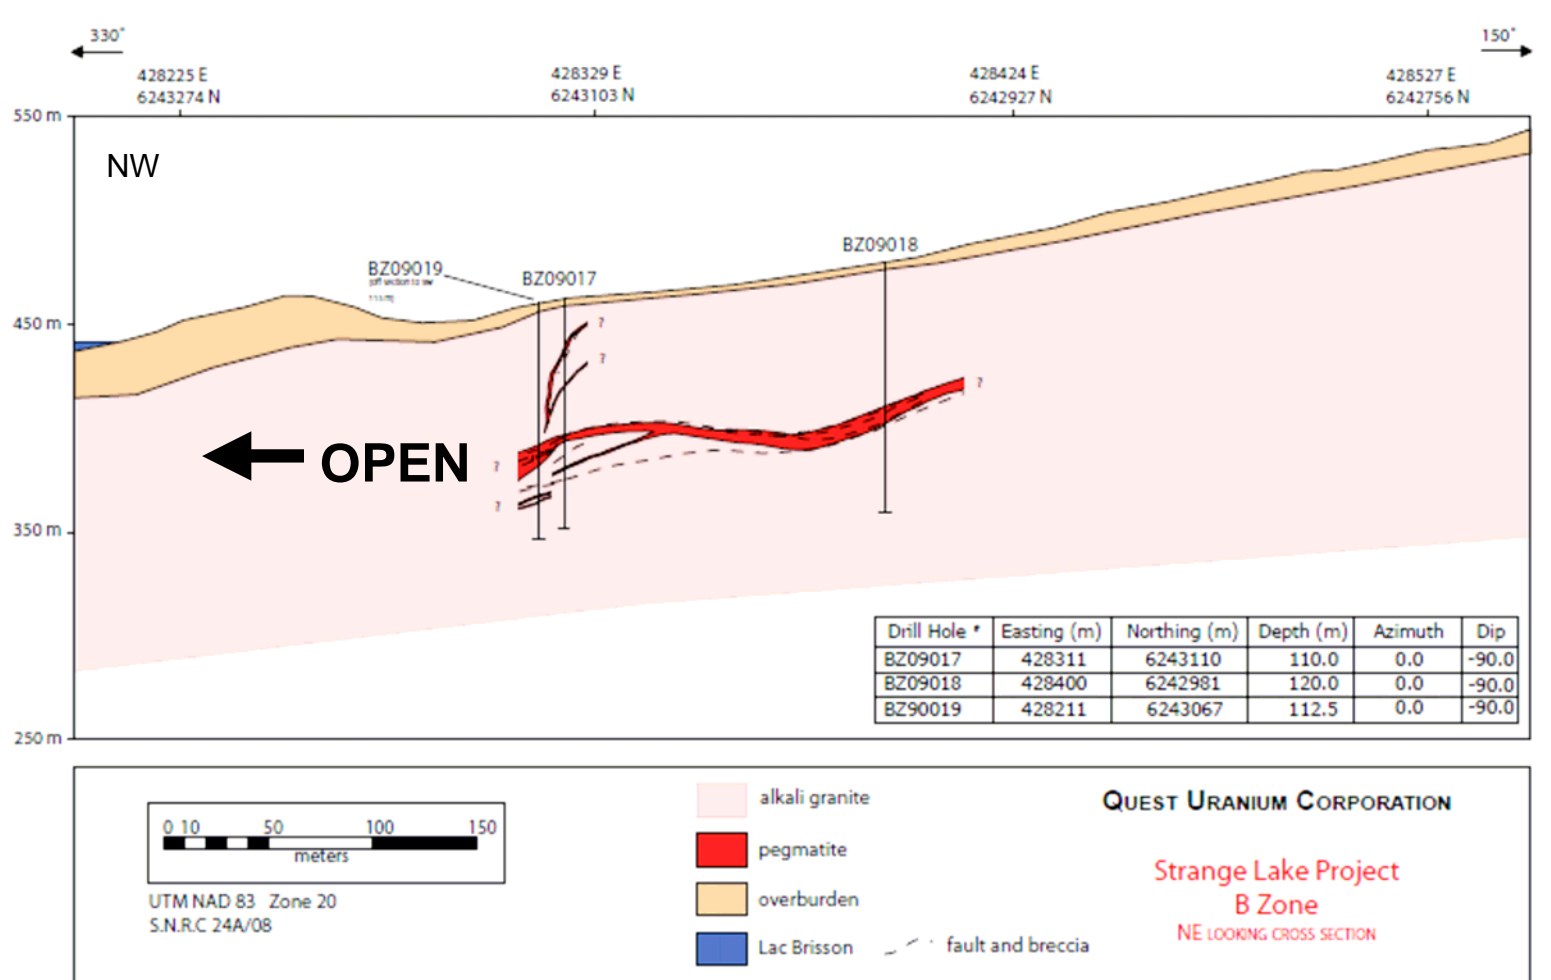 330°
150°
428225 E
6243274 N
428329 E
6243103 N
428424 E
6242927 N
428527 E
6242756 N
550 m
NW
BZ09018
BZ09019
BZ09017
off section to sw
450 m
?
?
?
OPEN
?
?
350 m
Drill Hole * Easting (m) Northing (m) Depth (m) Azimuth Dip
BZ09017 428311 6243110 110.0 0.0 -90.0
BZ09018 428400 6242981 120.0 0.0 -90.0
BZ90019 428211 6243067 112.5 0.0 -90.0
250 m
0 10 50 100 150
meters
UTM NAD 83 Zone 20
S.N.R.C 24A/08
alkali granite
pegmatite
overburden
Lac Brisson
fault and breccia
QUEST URANIUM CORPORATION
Strange Lake Project
B Zone
NE LOOKING CROSS SECTION